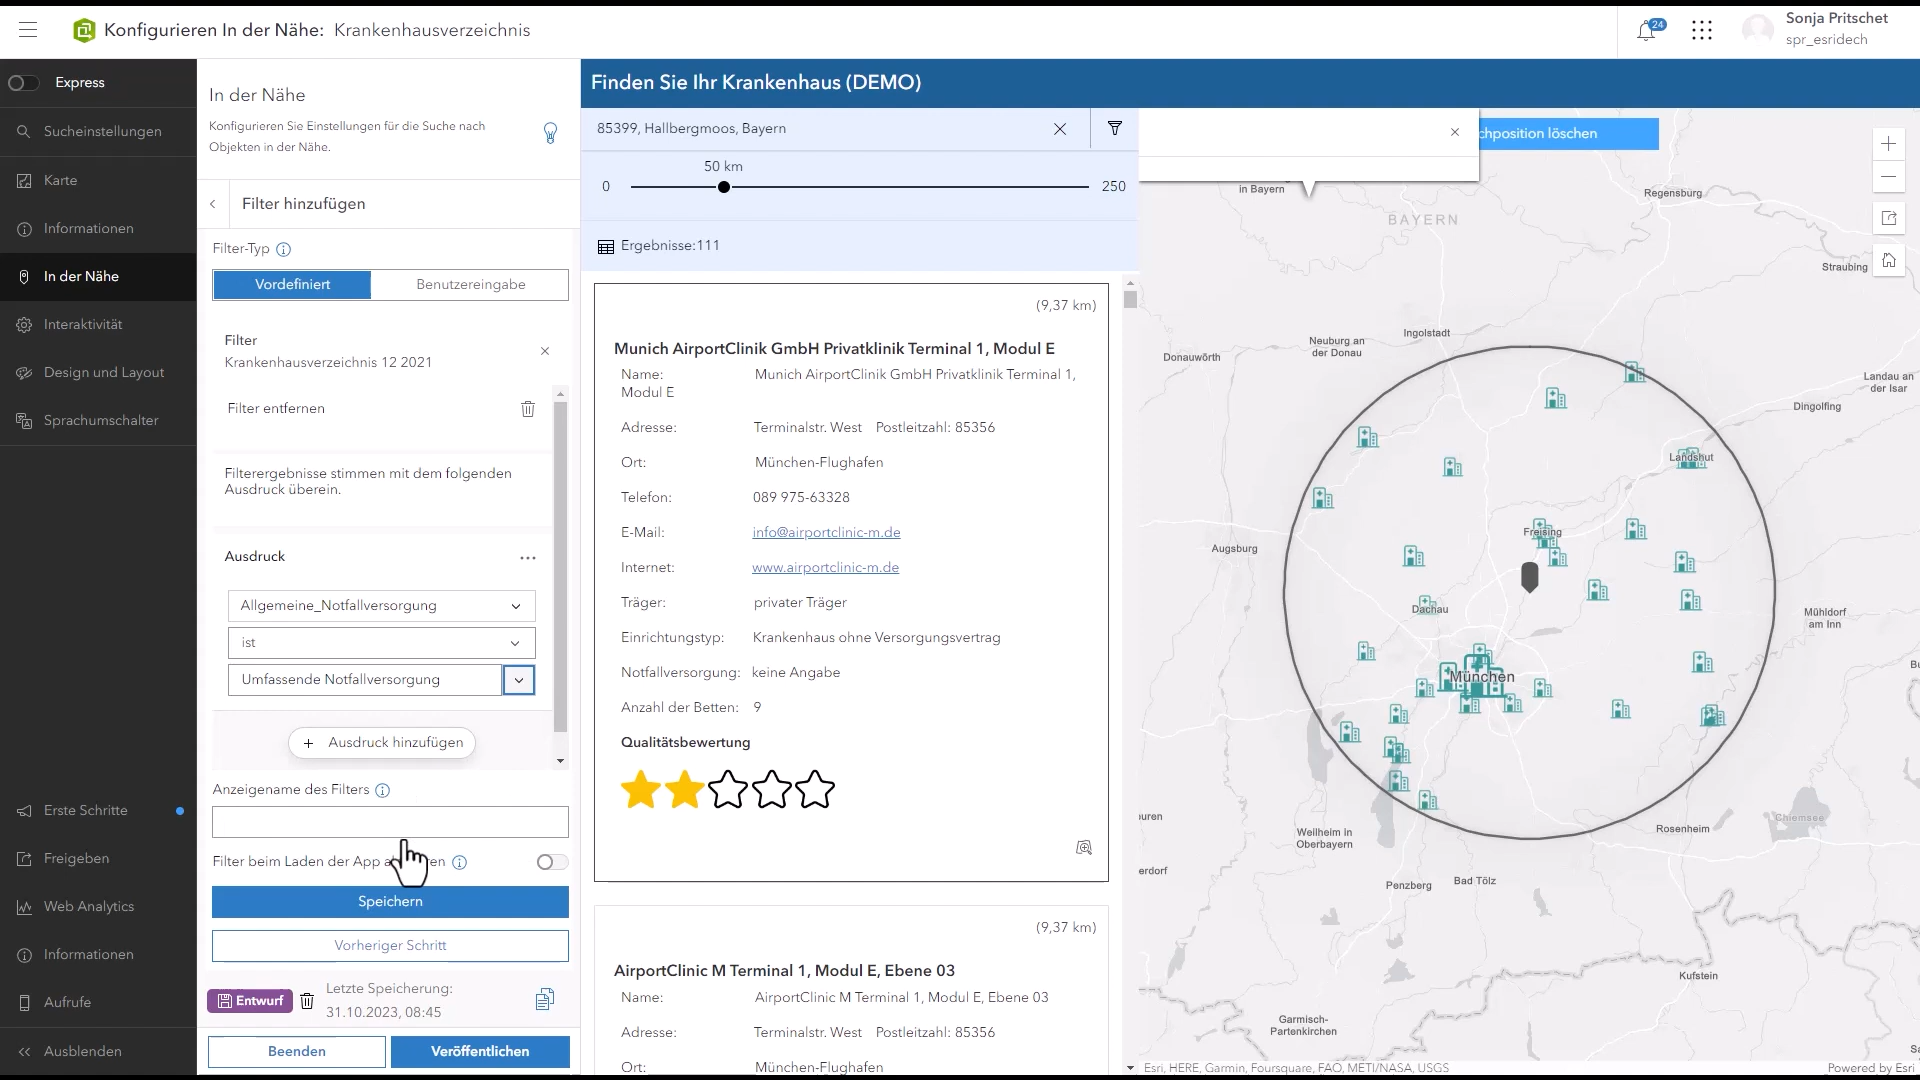 Konfigurieren In der Nähe: Krankenhausverzeichnis
24
Sonja Pritschet
spr_esridech
Express
Sucheinstellungen
Karte
Informationen
In der Nähe
Interaktivität
Design und Layout
Sprachumschalter
Erste Schritte
Freigeben
Web Analytics
Informationen
Aufrufe
Ausblenden
In der Nähe
Konfigurieren Sie Einstellungen für die Suche nach
Objekten in der Nähe.
Filter hinzufügen
Filter-Typ
Vordefiniert
Benutzereingabe
Filter
Krankenhausverzeichnis 12 2021
Filter entfernen
Filterergebnisse stimmen mit dem folgenden
Ausdruck überein.
Ausdruck
Allgemeine_Notfallversorgung
ist
Umfassende Notfallversorgung
Ausdruck hinzufügen
Anzeigename des Filters
Filter beim Laden der App
Speichern
Vorheriger Schritt
Entwurf
Letzte Speicherung:
31.10.2023, 08:45
Beenden
Veröffentlichen
Finden Sie Ihr Krankenhaus (DEMO)
85399, Hallbergmoos, Bayern
50 km
0
250
Ergebnisse:111
(9,37 km)
Munich AirportClinik GmbH Privatklinik Terminal 1, Modul E
Name: Munich AirportClinik GmbH Privatklinik Terminal 1,
Modul E
Adresse: Terminalstr. West Postleitzahl: 85356
Ort: München-Flughafen
Telefon: 089 975-63328
E-Mail: info@airportclinic-m.de
Internet: www.airportclinic-m.de
Träger: privater Träger
Einrichtungstyp: Krankenhaus ohne Versorgungsvertrag
Notfallversorgung: keine Angabe
Anzahl der Betten: 9
Qualitätsbewertung
(9,37 km)
AirportClinic M Terminal 1, Modul E, Ebene 03
Name: AirportClinic M Terminal 1, Modul E, Ebene 03
Adresse: Terminalstr. West Postleitzahl: 85356
Ort: München-Flughafen
chposition löschen
in Bayern
Regensburg
BAYERN
Straubing
Ingolstadt
Neuburg an
der Donau
Donauwörth
Landau an
der Isar
Dingolfing
Landshut
Freising
Augsburg
Dachau
Mühldorf
am Inn
München
uren
Weilheim in
Oberbayern
Rosenheim
Chiemsee
erdorf
Penzberg
Bad Tölz
Kufstein
Garmisch-
Partenkirchen
Esri, HERE, Garmin, Foursquare, FAO, METI/NASA, USGS
Powered by Esri